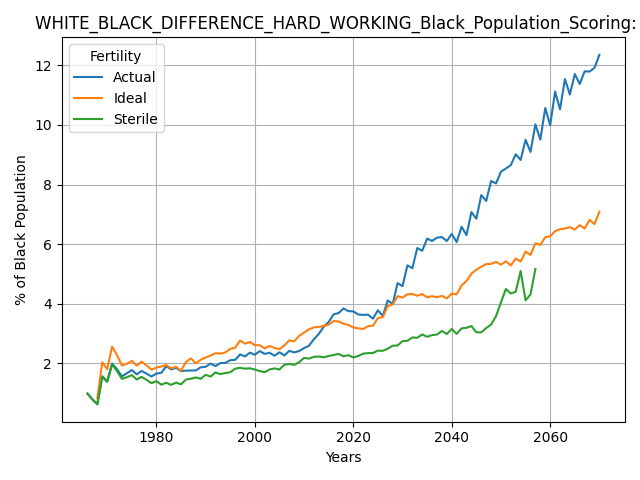 WHITE_BLACK_DIFFERENCE_HARD_WORKING_Black_Population_Scoring:
Fertility
Actual
Ideal
Sterile
% of Black Population
12
10
8
6
4
2
1980
2000
2020
2040
2060
Years